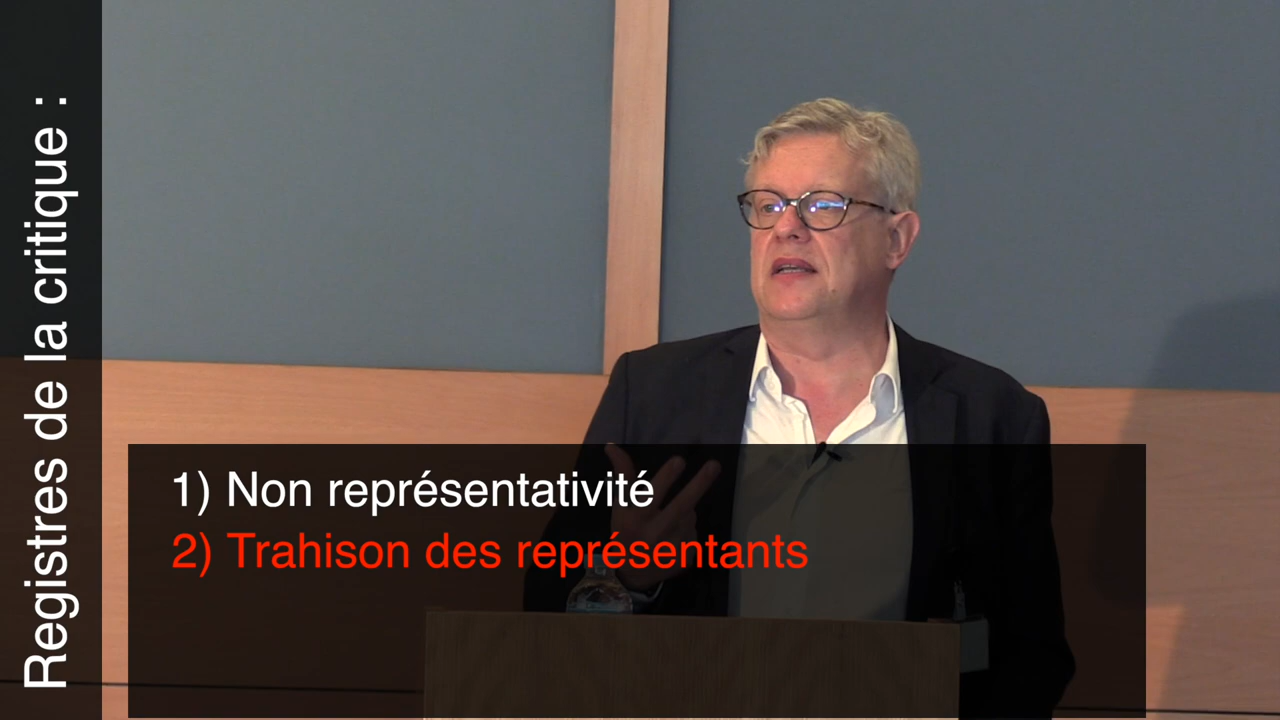 Registres de la critique :
1) Non représentativité
2) Trahison des représentants